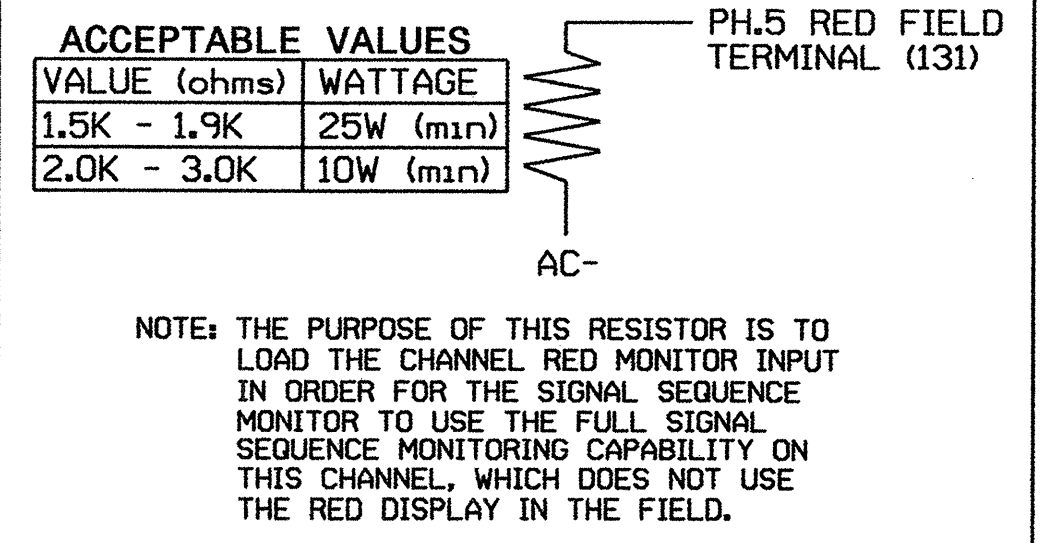 ACCEPTABLE VALUES
VALUE (ohms) WATTAGE
1.5K - 1.9K 25W (min)
2.0K - 3.0K 10W (min)
PH.5 RED FIELD
TERMINAL (131)
AC-
NOTE: THE PURPOSE OF THIS RESISTOR IS TO
LOAD THE CHANNEL RED MONITOR INPUT
IN ORDER FOR THE SIGNAL SEQUENCE
MONITOR TO USE THE FULL SIGNAL
SEQUENCE MONITORING CAPABILITY ON
THIS CHANNEL, WHICH DOES NOT USE
THE RED DISPLAY IN THE FIELD.